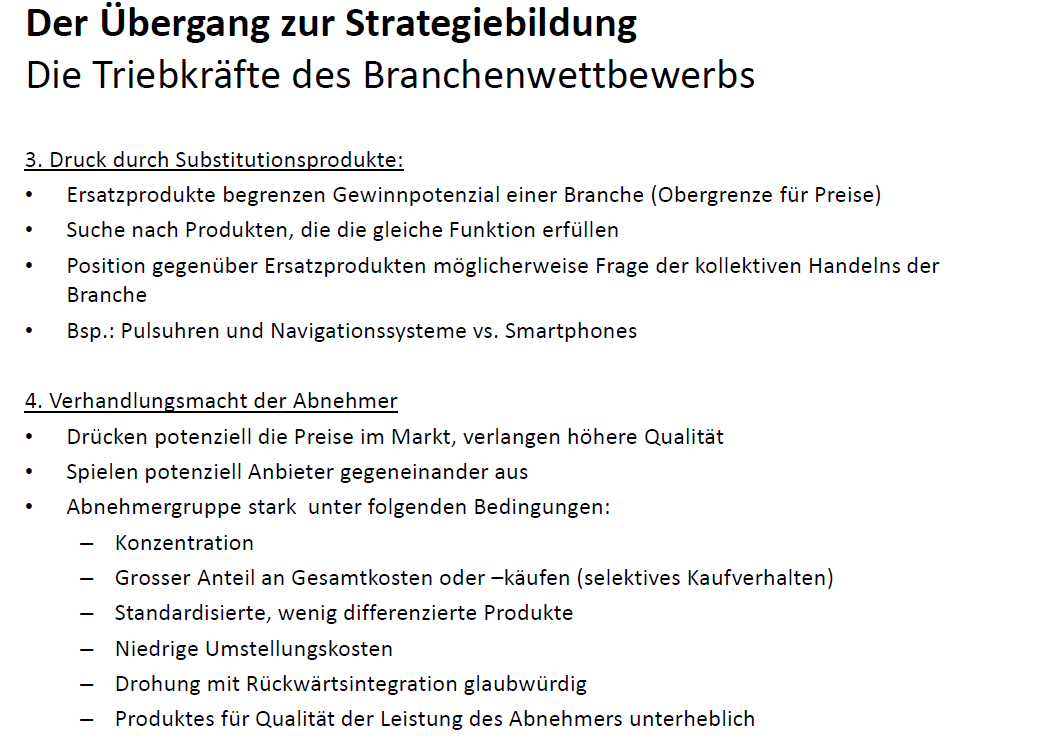 Der Übergang zur Strategiebildung
Die Triebkräfte des Branchenwettbewerbs
3. Druck durch Substitutionsprodukte:
• Ersatzprodukte begrenzen Gewinnpotenzial einer Branche (Obergrenze für Preise)
• Suche nach Produkten, die die gleiche Funktion erfüllen
• Position gegenüber Ersatzprodukten möglicherweise Frage der kollektiven Handelns der
Branche
• Bsp.: Pulsuhren und Navigationssysteme vs. Smartphones
4. Verhandlungsmacht der Abnehmer
• Drücken potenziell die Preise im Markt, verlangen höhere Qualität
• Spielen potenziell Anbieter gegeneinander aus
• Abnehmergruppe stark unter folgenden Bedingungen:
– Konzentration
– Grosser Anteil an Gesamtkosten oder –käufen (selektives Kaufverhalten)
– Standardisierte, wenig differenzierte Produkte
– Niedrige Umstellungskosten
– Drohung mit Rückwärtsintegration glaubwürdig
– Produktes für Qualität der Leistung des Abnehmers unterheblich